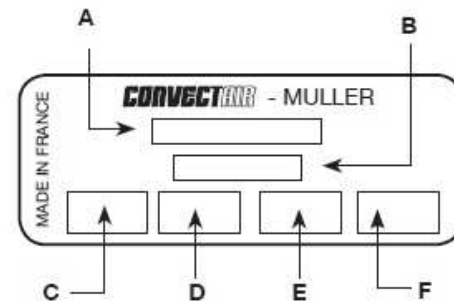 A
B
CONVECTAIR - MULLER
MADE IN FRANCE
C D E F